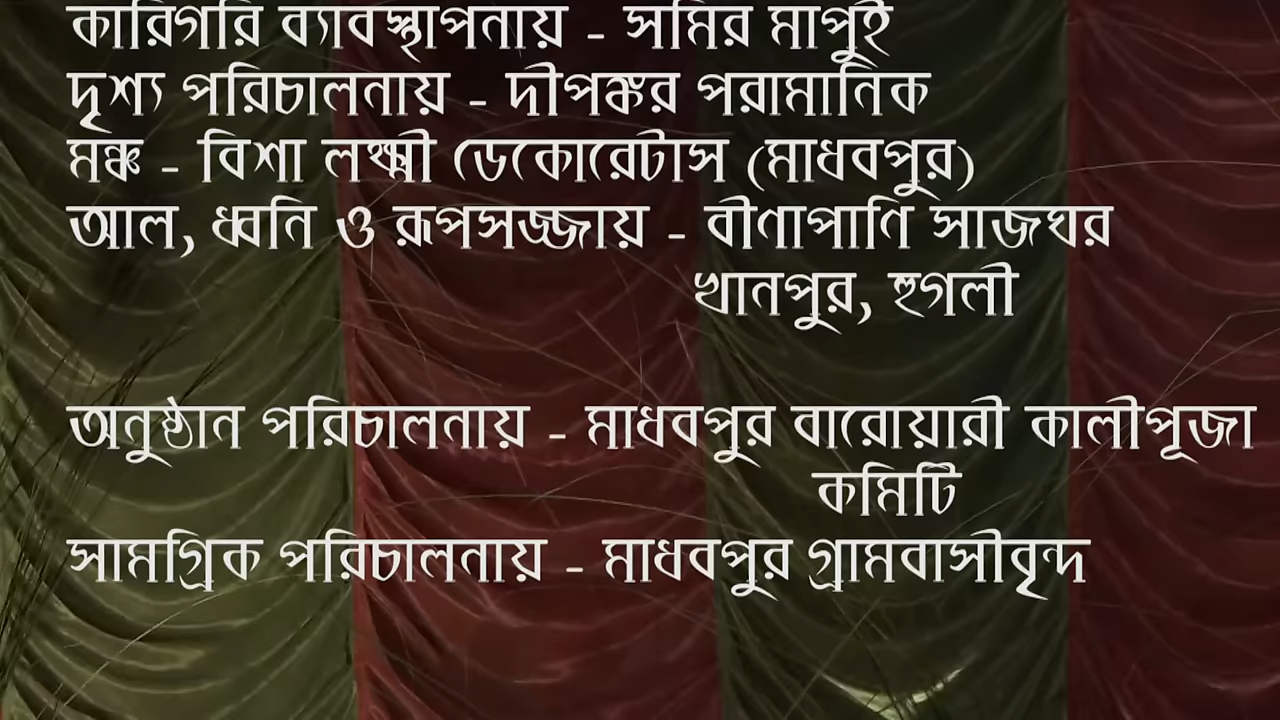 কারিগরি ব্যাবস্থাপনায় - সমির মাপুই
দৃশ্য পরিচালনায় - দীপঙ্কর পরামানিক
মঞ্চ - বিশা লক্ষ্মী ডেকোরেটাস (মাধবপুর)
আল, ধ্বনি ও রূপসজ্জায় - বীণাপাণি সাজঘর
খানপুর, হুগলী
অনুষ্ঠান পরিচালনায় - মাধবপুর বারোয়ারী কালীপূজা
কমিটি
সামগ্রিক পরিচালনায় - মাধবপুর গ্রামবাসীবৃন্দ